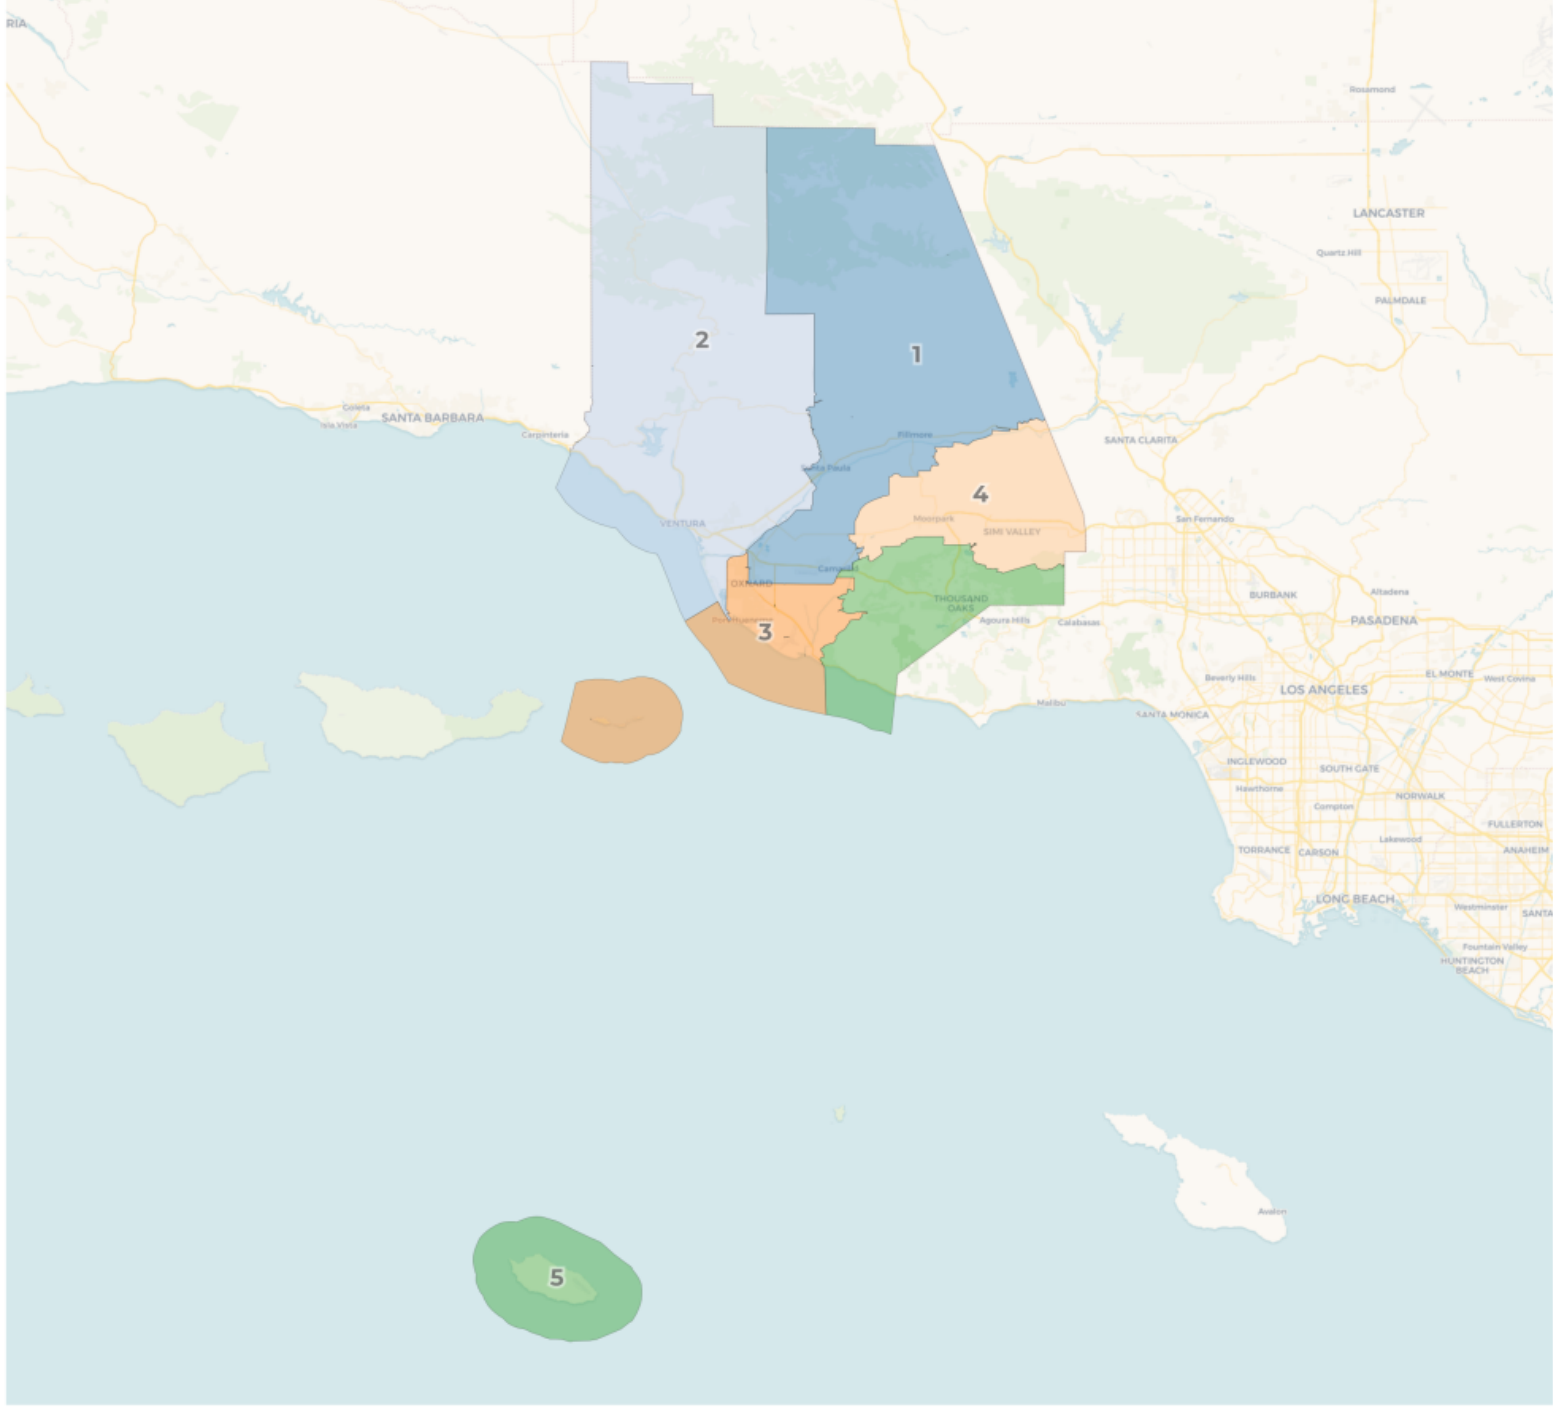 RIA
Rosamond
LANCASTER
Quartz Hill
PALMDALE
2
1
Goleta
SANTA BARBARA
Isla Vista
Carpinteria
Fillmore
SANTA CLARITA
Santa Paula
4
Moorpark
San Fernando
VENTURA
SIMI VALLEY
Camarillo
OXNARD
THOUSAND
OAKS
BURBANK
Altadena
Port Hueneme
3
Agoura Hills
Calabasas
PASADENA
Beverly Hills
EL MONTE
West Covina
LOS ANGELES
Malibu
SANTA MONICA
INGLEWOOD
SOUTH GATE
Hawthorne
NORWALK
Compton
FULLERTON
Lakewood
TORRANCE
CARSON
ANAHEIM
LONG BEACH
Westminster
SANTA
Fountain Valley
HUNTINGTON
BEACH
Avalon
5